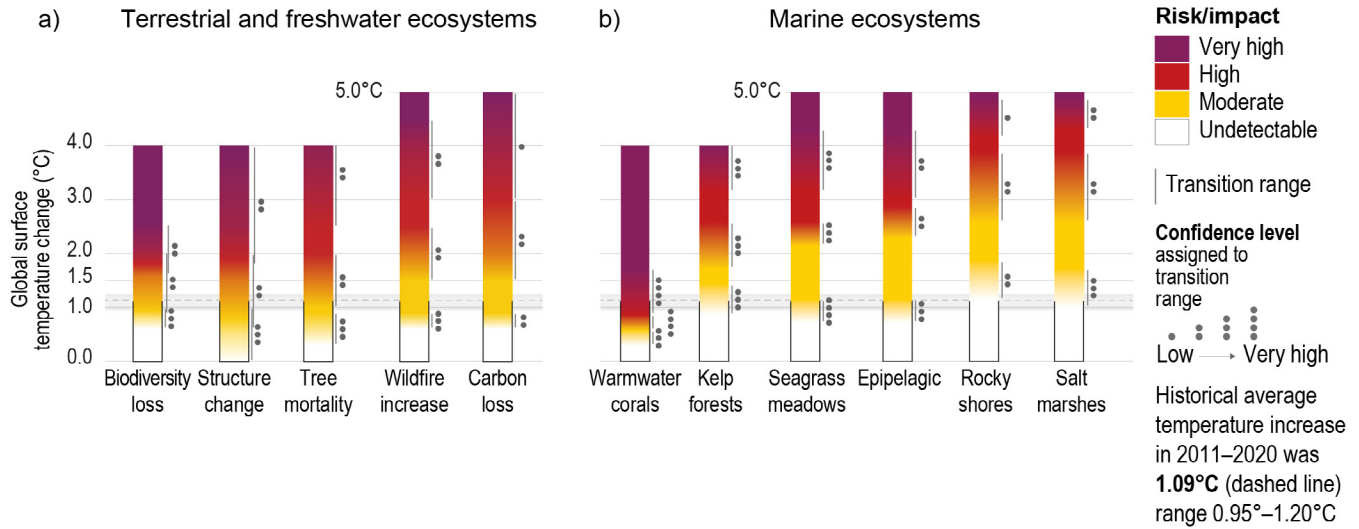 a) Terrestrial and freshwater ecosystems
b) Marine ecosystems
Risk/impact
Very high
High
Moderate
Undetectable
Transition range
Confidence level
assigned to
transition
range
Low Very high
Historical average
temperature increase
in 2011–2020 was
1.09°C (dashed line)
range 0.95°–1.20°C
Global surface
temperature change (°C)
5.0°C
4.0
3.0
2.0
1.5
1.0
0.0
Biodiversity
loss
Structure
change
Tree
mortality
Wildfire
increase
Carbon
loss
5.0°C
Warmwater
corals
Kelp
forests
Seagrass
meadows
Epipelagic
Rocky
shores
Salt
marshes